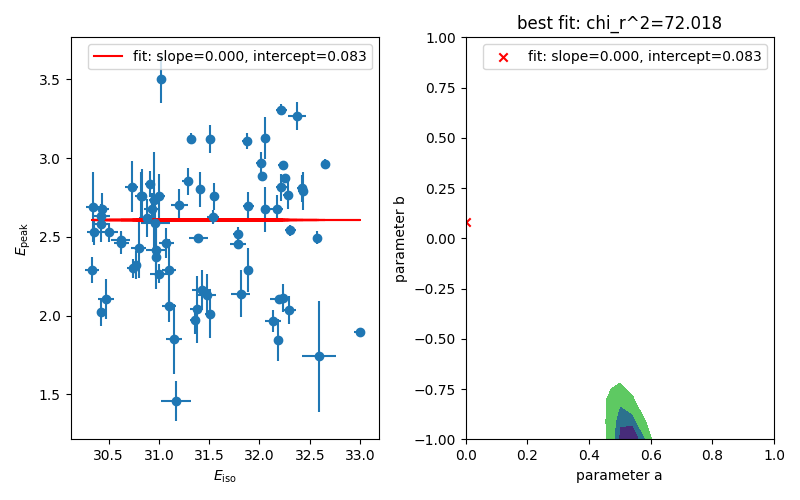 best fit: chi_r^2=72.018
fit: slope=0.000, intercept=0.083
3.5
3.0
2.5
2.0
1.5
E_peak
30.5 31.0 31.5 32.0 32.5 33.0
E_iso
fit: slope=0.000, intercept=0.083
1.00
0.75
0.50
0.25
0.00
−0.25
−0.50
−0.75
−1.00
parameter b
0.0 0.2 0.4 0.6 0.8 1.0
parameter a